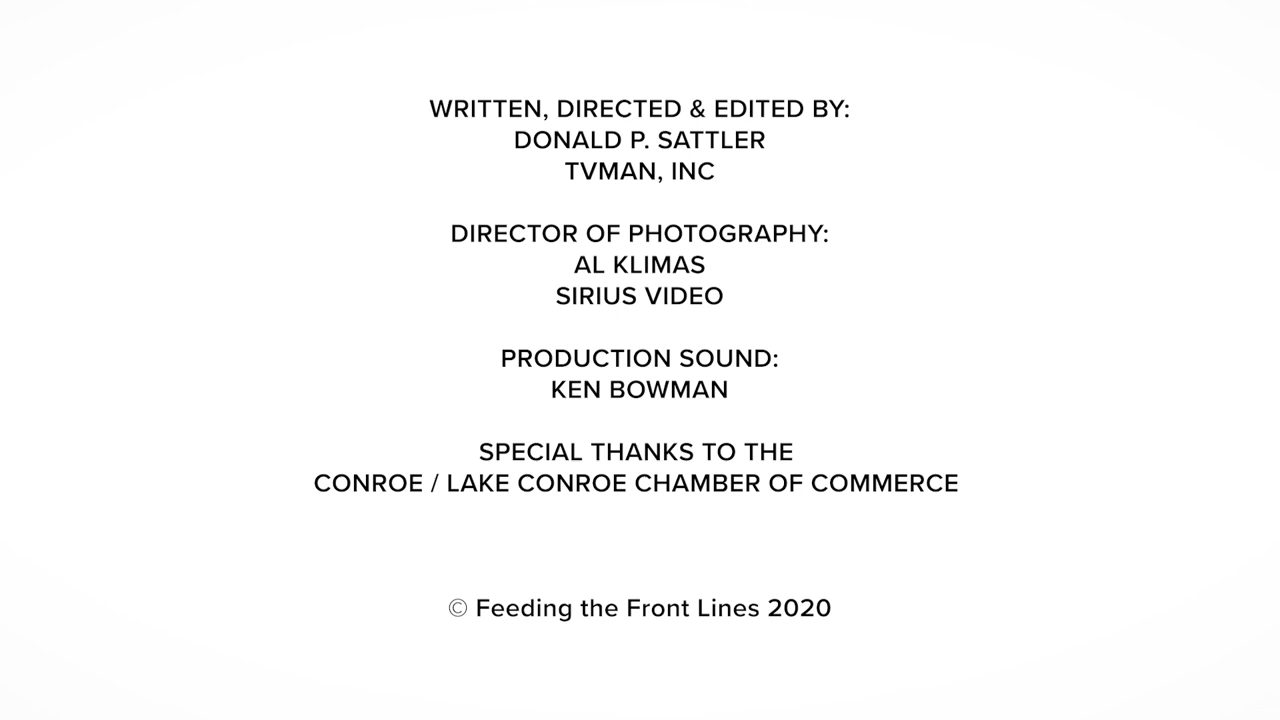 WRITTEN, DIRECTED & EDITED BY:
DONALD P. SATTLER
TVMAN, INC
DIRECTOR OF PHOTOGRAPHY:
AL KLIMAS
SIRIUS VIDEO
PRODUCTION SOUND:
KEN BOWMAN
SPECIAL THANKS TO THE
CONROE / LAKE CONROE CHAMBER OF COMMERCE
© Feeding the Front Lines 2020